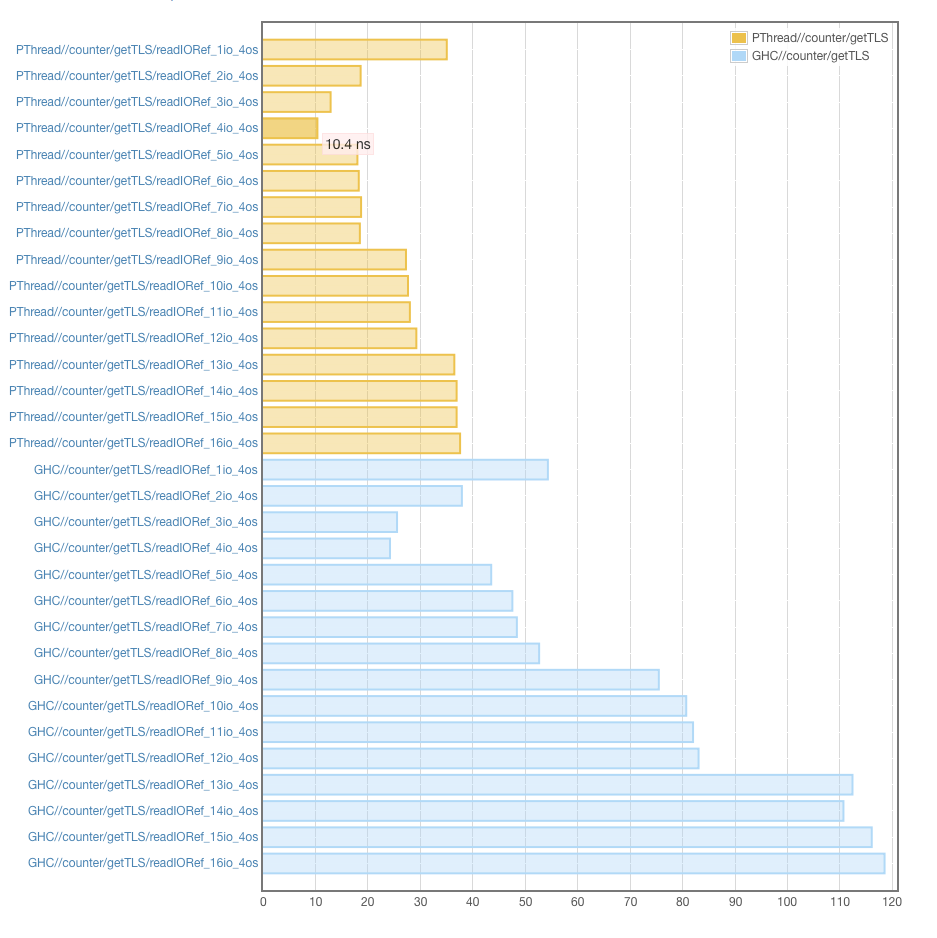 PThread//counter/getTLS
GHC//counter/getTLS
PThread//counter/getTLS/readIORef_1io_4os
PThread//counter/getTLS/readIORef_2io_4os
PThread//counter/getTLS/readIORef_3io_4os
PThread//counter/getTLS/readIORef_4io_4os
10.4 ns
PThread//counter/getTLS/readIORef_5io_4os
PThread//counter/getTLS/readIORef_6io_4os
PThread//counter/getTLS/readIORef_7io_4os
PThread//counter/getTLS/readIORef_8io_4os
PThread//counter/getTLS/readIORef_9io_4os
PThread//counter/getTLS/readIORef_10io_4os
PThread//counter/getTLS/readIORef_11io_4os
PThread//counter/getTLS/readIORef_12io_4os
PThread//counter/getTLS/readIORef_13io_4os
PThread//counter/getTLS/readIORef_14io_4os
PThread//counter/getTLS/readIORef_15io_4os
PThread//counter/getTLS/readIORef_16io_4os
GHC//counter/getTLS/readIORef_1io_4os
GHC//counter/getTLS/readIORef_2io_4os
GHC//counter/getTLS/readIORef_3io_4os
GHC//counter/getTLS/readIORef_4io_4os
GHC//counter/getTLS/readIORef_5io_4os
GHC//counter/getTLS/readIORef_6io_4os
GHC//counter/getTLS/readIORef_7io_4os
GHC//counter/getTLS/readIORef_8io_4os
GHC//counter/getTLS/readIORef_9io_4os
GHC//counter/getTLS/readIORef_10io_4os
GHC//counter/getTLS/readIORef_11io_4os
GHC//counter/getTLS/readIORef_12io_4os
GHC//counter/getTLS/readIORef_13io_4os
GHC//counter/getTLS/readIORef_14io_4os
GHC//counter/getTLS/readIORef_15io_4os
GHC//counter/getTLS/readIORef_16io_4os
0 10 20 30 40 50 60 70 80 90 100 110 120